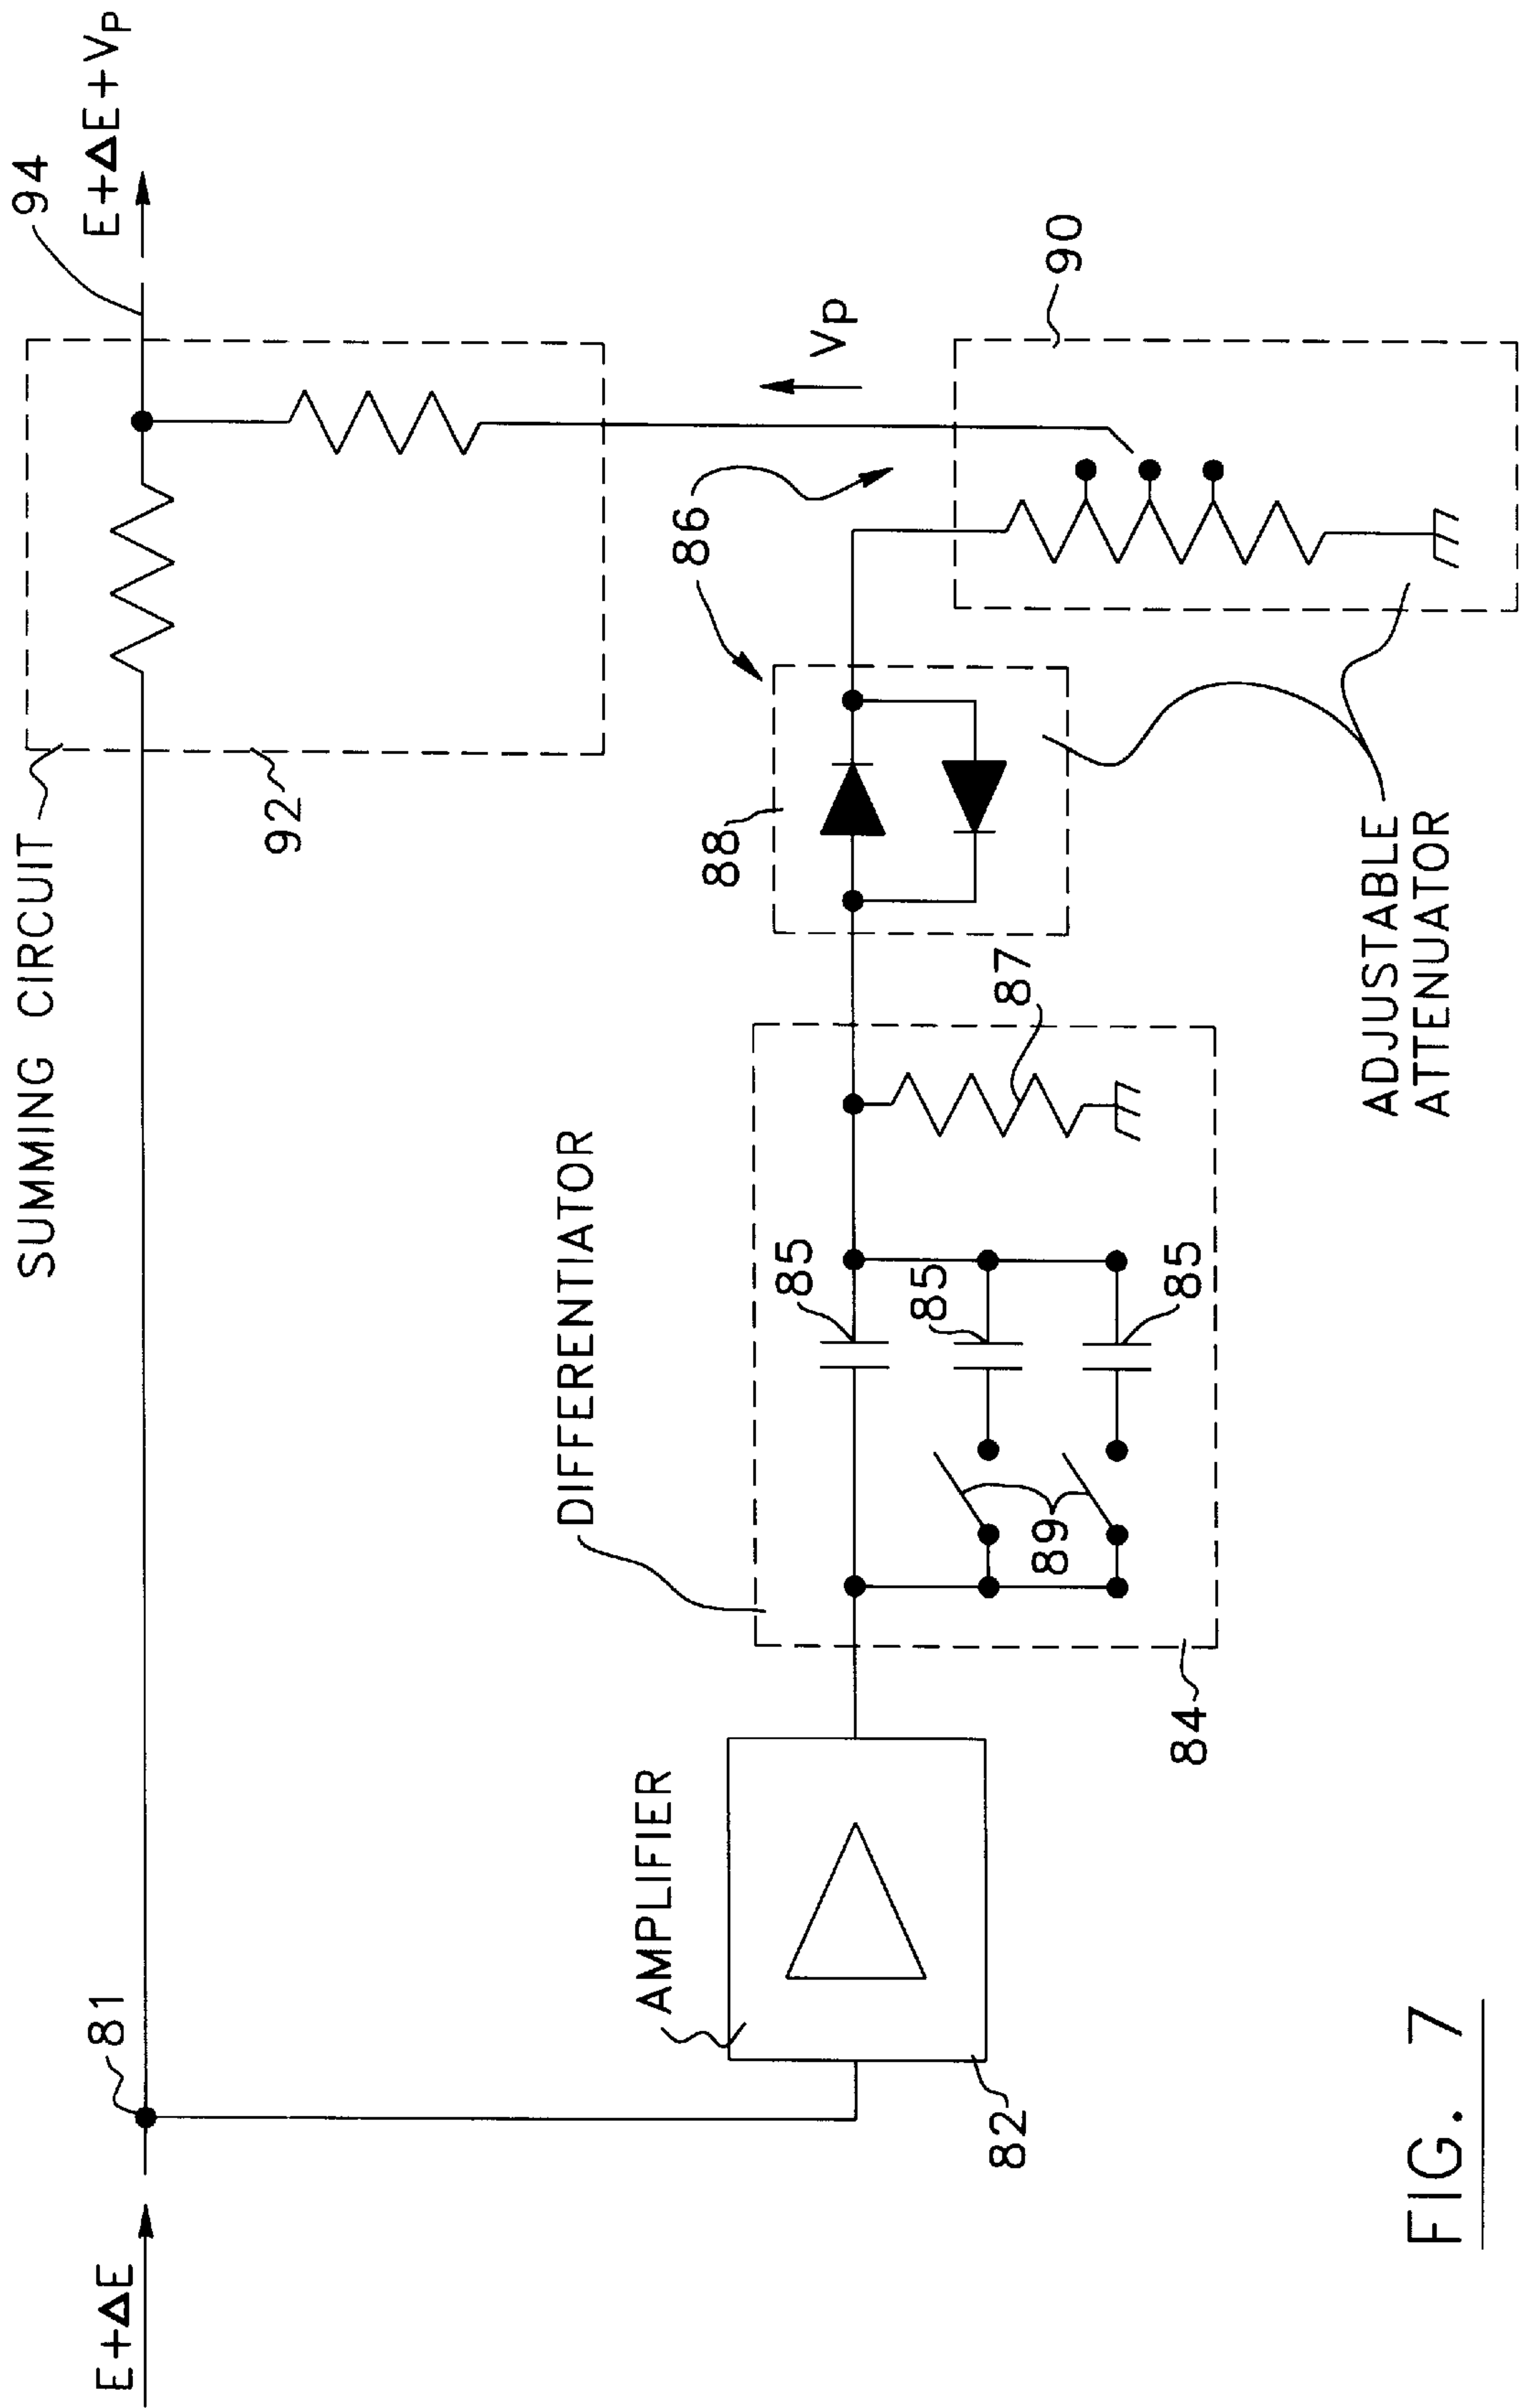 SUMMING CIRCUIT
94
E+ΔE+Vp
81
E+ΔE
92
Vp
86
90
88
DIFFERENTIATOR
87
85
85
85
89
84
AMPLIFIER
82
ADJUSTABLE
ATTENUATOR
FIG. 7